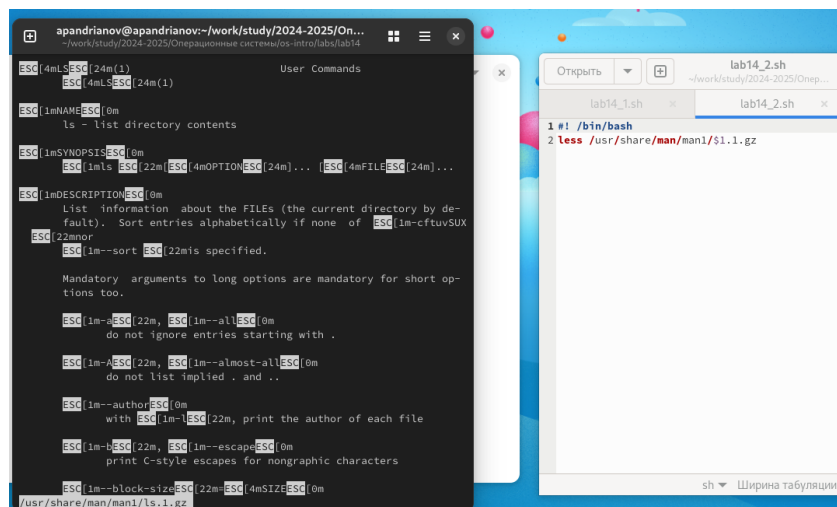 apandrianov@apandrianov:~/work/study/2024-2025/Оп...
~/work/study/2024-2025/Операционные системы/os-intro/labs/lab14
ESC[4mLSESC[24m(1) User Commands
ESC[4mLSESC[24m(1)
ESC[1mNAMEESC[0m
ls - list directory contents
ESC[1mSYNOPSISESC[0m
ESC[1mls ESC[22m[ESC[4mOPTIONESC[24m]... [ESC[4mFILEESC[24m]...
ESC[1mDESCRIPTIONESC[0m
List information about the FILEs (the current directory by de-
fault). Sort entries alphabetically if none of ESC[1m-cftuvSUX
ESC[22mnor
ESC[1m--sort ESC[22mis specified.
Mandatory arguments to long options are mandatory for short op-
tions too.
ESC[1m-aESC[22m, ESC[1m--allESC[0m
do not ignore entries starting with .
ESC[1m-AESC[22m, ESC[1m--almost-allESC[0m
do not list implied . and ..
ESC[1m--authorESC[0m
with ESC[1m-lESC[22m, print the author of each file
ESC[1m-bESC[22m, ESC[1m--escapeESC[0m
print C-style escapes for nongraphic characters
ESC[1m--block-sizeESC[22m=ESC[4mSIZEESC[0m
/usr/share/man/man1/ls.1.gz
Открыть
lab14_2.sh
~/work/study/2024-2025/Опер...
lab14_1.sh
lab14_2.sh
1 #! /bin/bash
2 less /usr/share/man/man1/$1.1.gz
sh Ширина табуляции